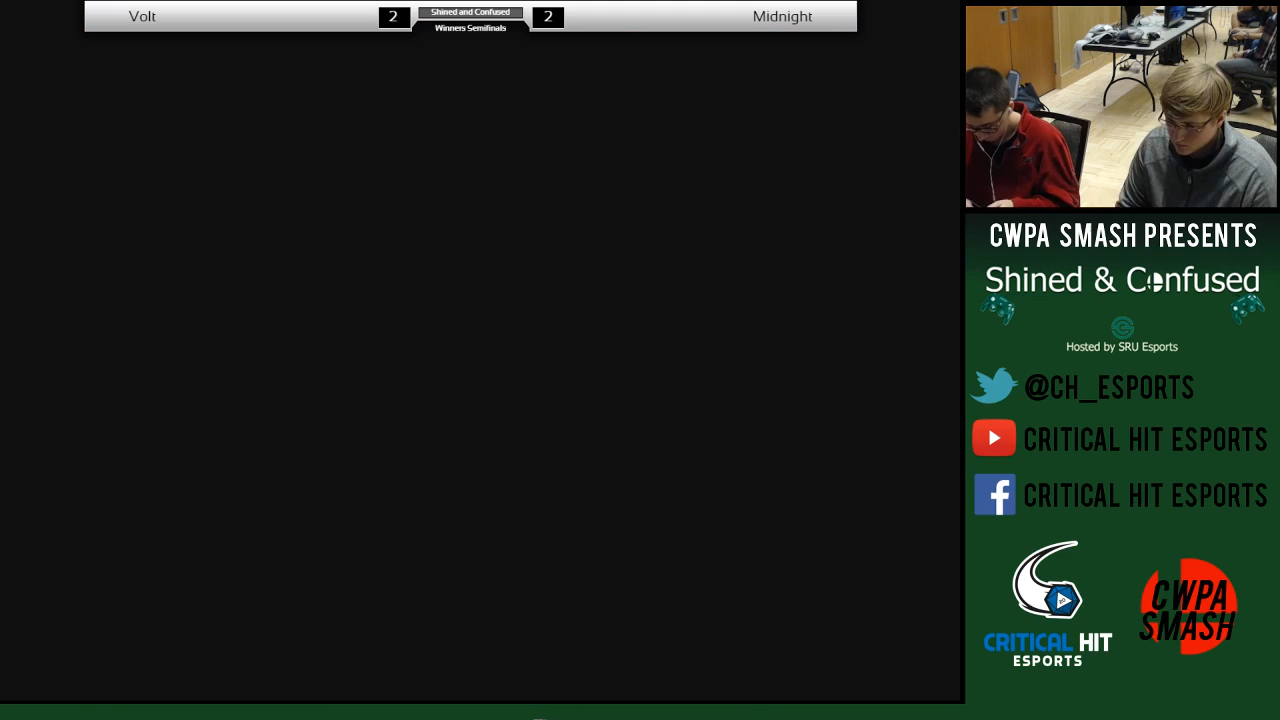 Volt
2
Shined and Confused
Winners Semifinals
2
Midnight
CWPA SMASH PRESENTS
Shined & Confused
Hosted by SRU Esports
@CH_ESPORTS
CRITICAL HIT ESPORTS
CRITICAL HIT ESPORTS
CRITICAL HIT
ESPORTS
CWPA
SMASH